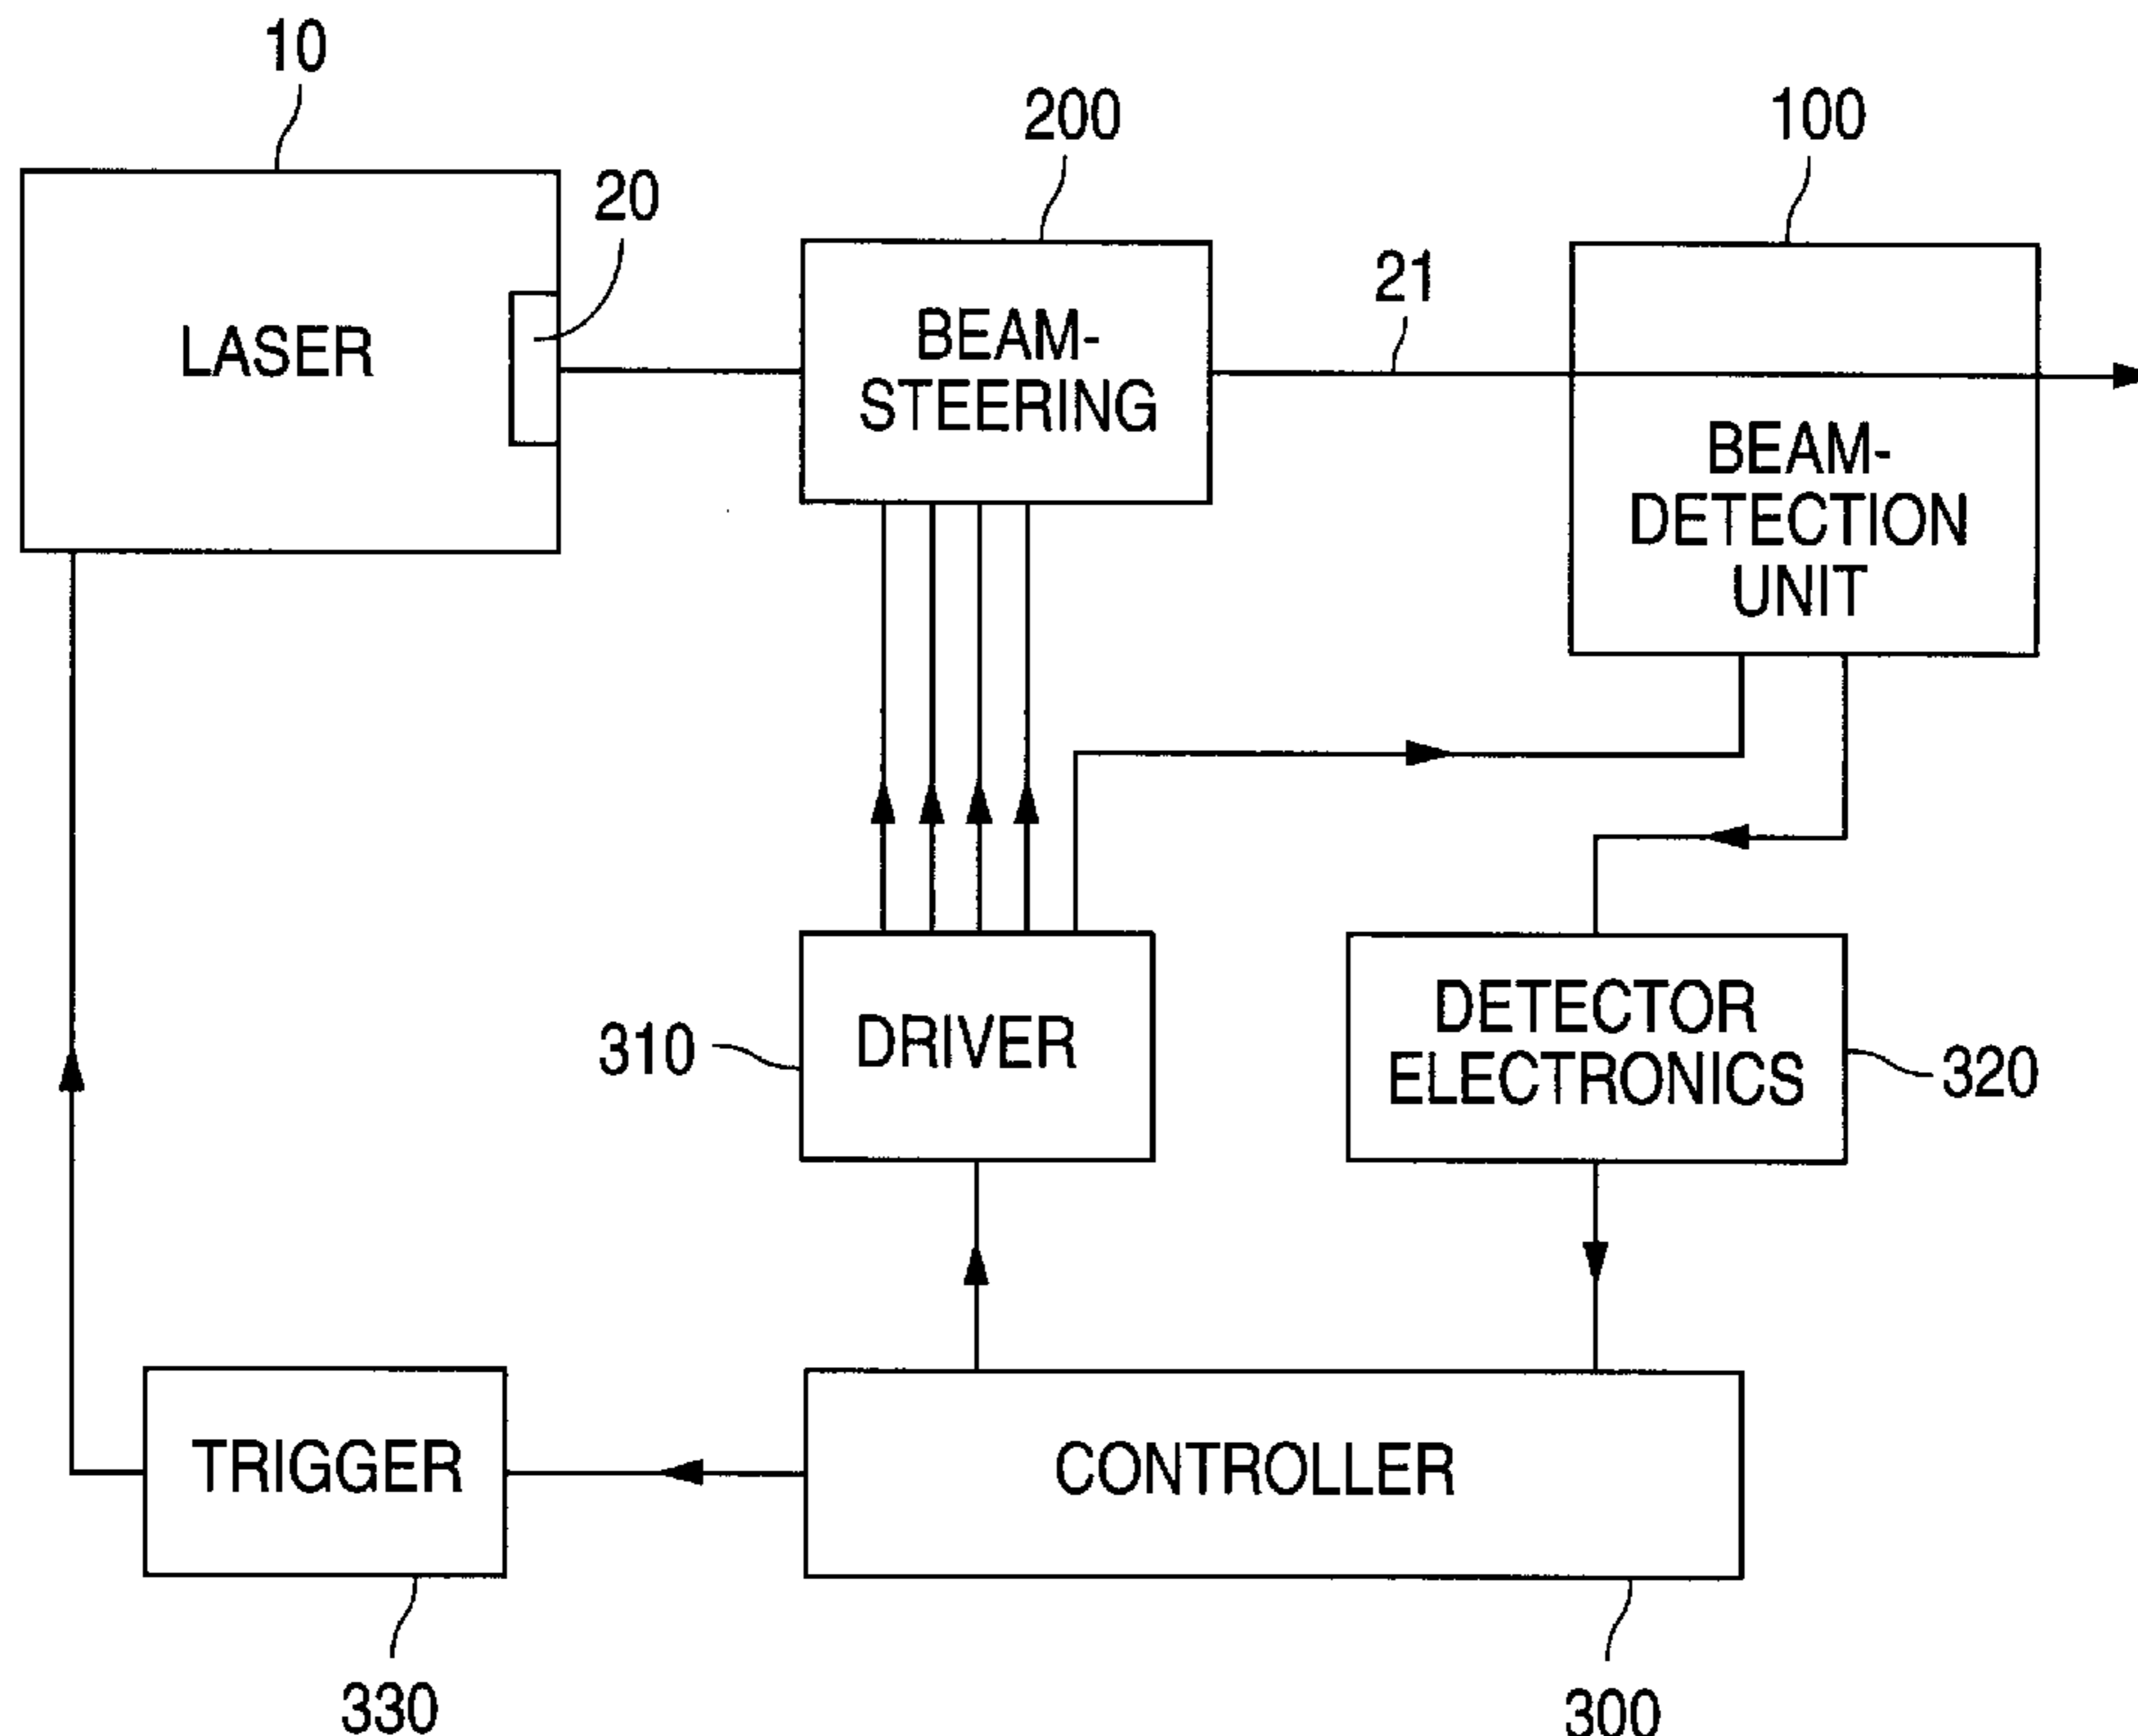 10
200
100
20
21
LASER
BEAM-
STEERING
BEAM-
DETECTION
UNIT
310
DRIVER
DETECTOR
ELECTRONICS
320
TRIGGER
CONTROLLER
330
300